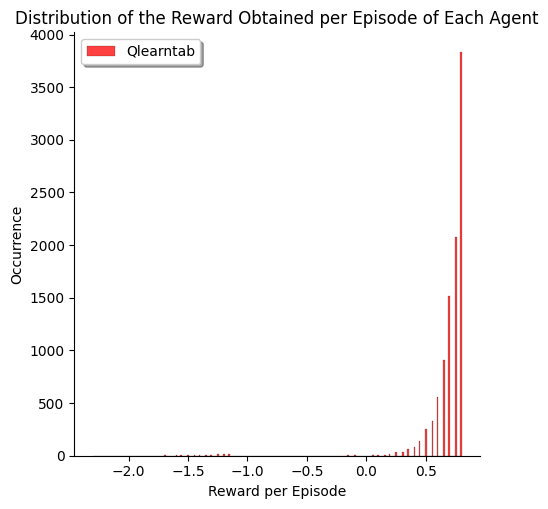 Distribution of the Reward Obtained per Episode of Each Agent
Qlearntab
4000
3500
3000
2500
2000
1500
1000
500
0
Occurrence
−2.0 −1.5 −1.0 −0.5 0.0 0.5
Reward per Episode